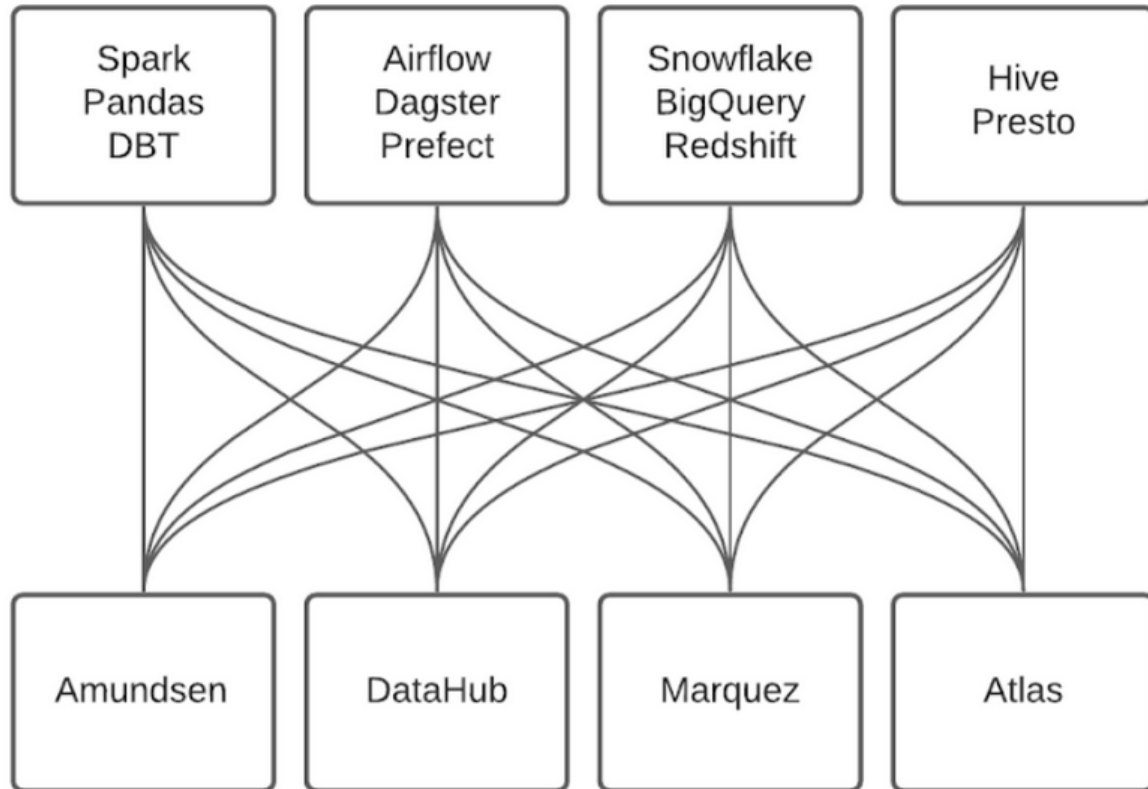 Spark
Pandas
DBT
Airflow
Dagster
Prefect
Snowflake
BigQuery
Redshift
Hive
Presto
Amundsen
DataHub
Marquez
Atlas